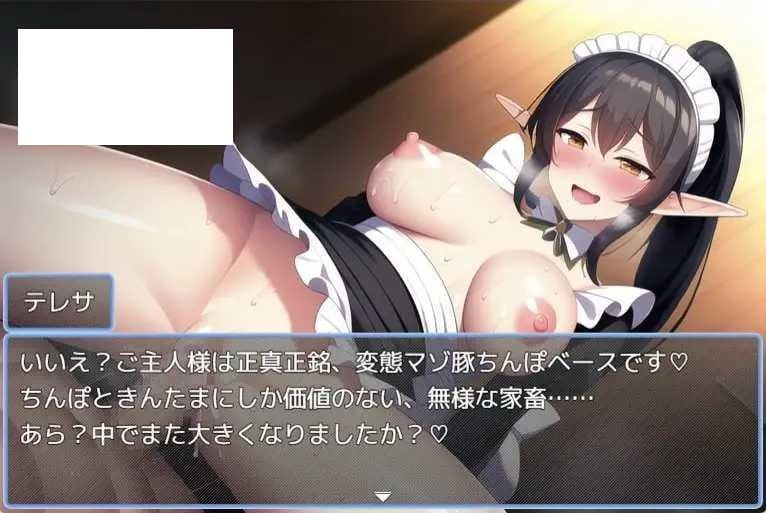 テレサ
いいえ？ご主人様は正真正銘、変態マゾ豚ちんぽベースです♡
ちんぽときんたまにしか価値のない、無様な家畜……
あら？中でまた大きくなりましたか？♡